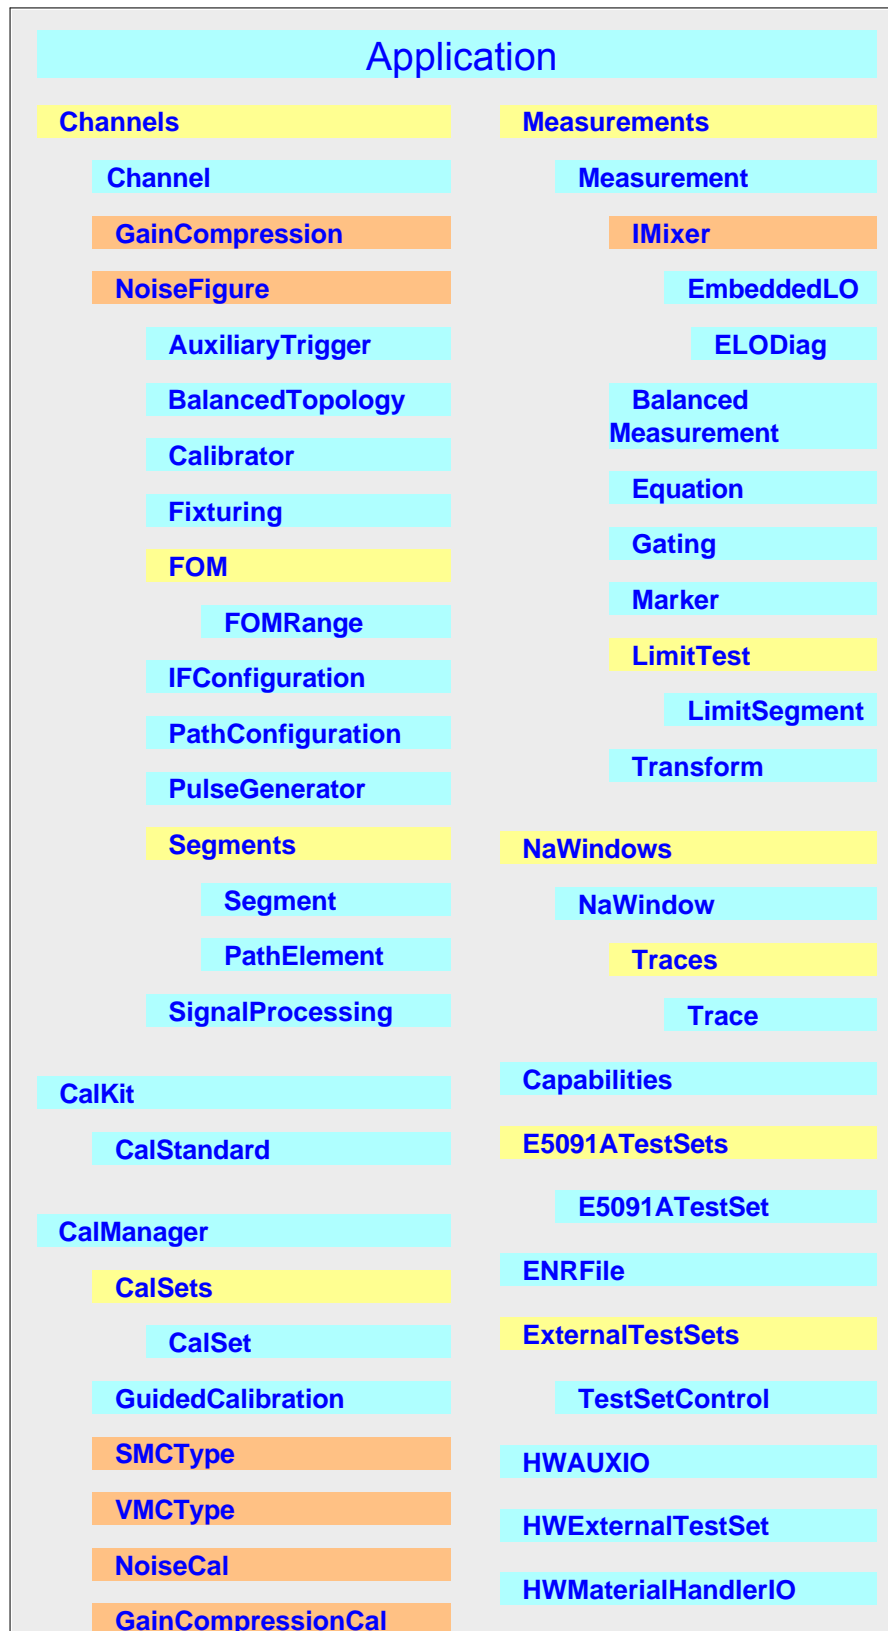 Application
Channels
Channel
GainCompression
NoiseFigure
AuxiliaryTrigger
BalancedTopology
Calibrator
Fixturing
FOM
FOMRange
IFConfiguration
PathConfiguration
PulseGenerator
Segments
Segment
PathElement
SignalProcessing
CalKit
CalStandard
CalManager
CalSets
CalSet
GuidedCalibration
SMCType
VMCType
NoiseCal
GainCompressionCal
Measurements
Measurement
IMixer
EmbeddedLO
ELODiag
Balanced
Measurement
Equation
Gating
Marker
LimitTest
LimitSegment
Transform
NaWindows
NaWindow
Traces
Trace
Capabilities
E5091ATestSets
E5091ATestSet
ENRFile
ExternalTestSets
TestSetControl
HWAUXIO
HWExternalTestSet
HWMaterialHandlerIO